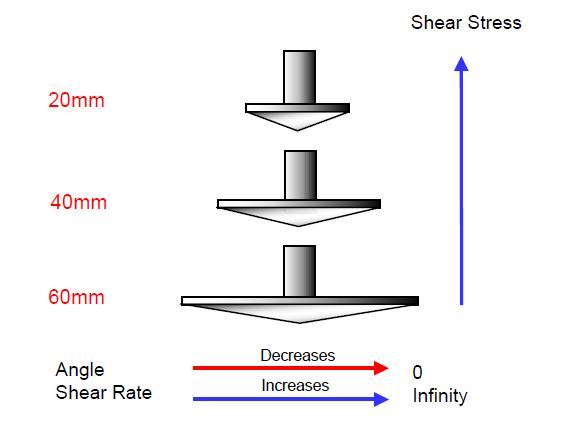 Shear Stress
20mm
40mm
60mm
Angle
Decreases
0
Shear Rate
Increases
Infinity